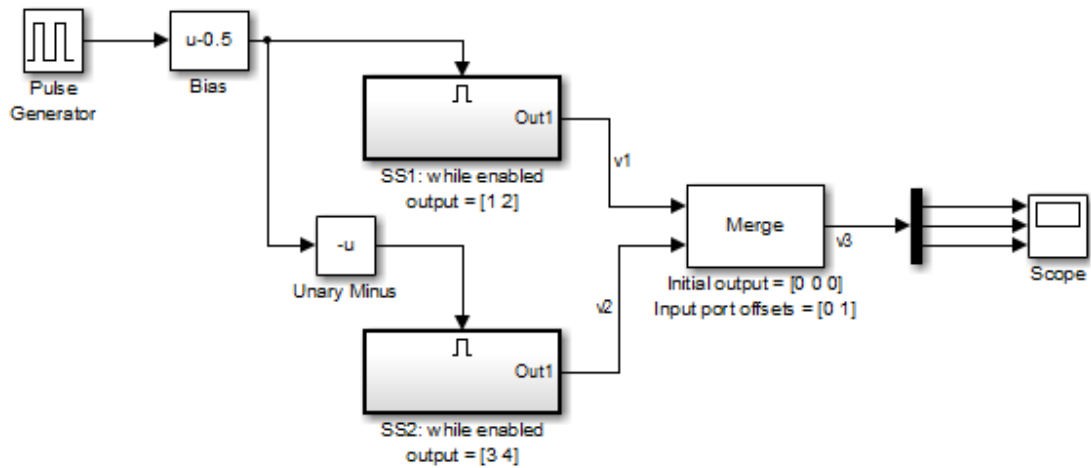 Pulse
Generator
u-0.5
Bias
Out1
SS1: while enabled
output = [1 2]
v1
-u
Unary Minus
Merge
v3
Initial output = [0 0 0]
Input port offsets = [0 1]
Scope
v2
Out1
SS2: while enabled
output = [3 4]